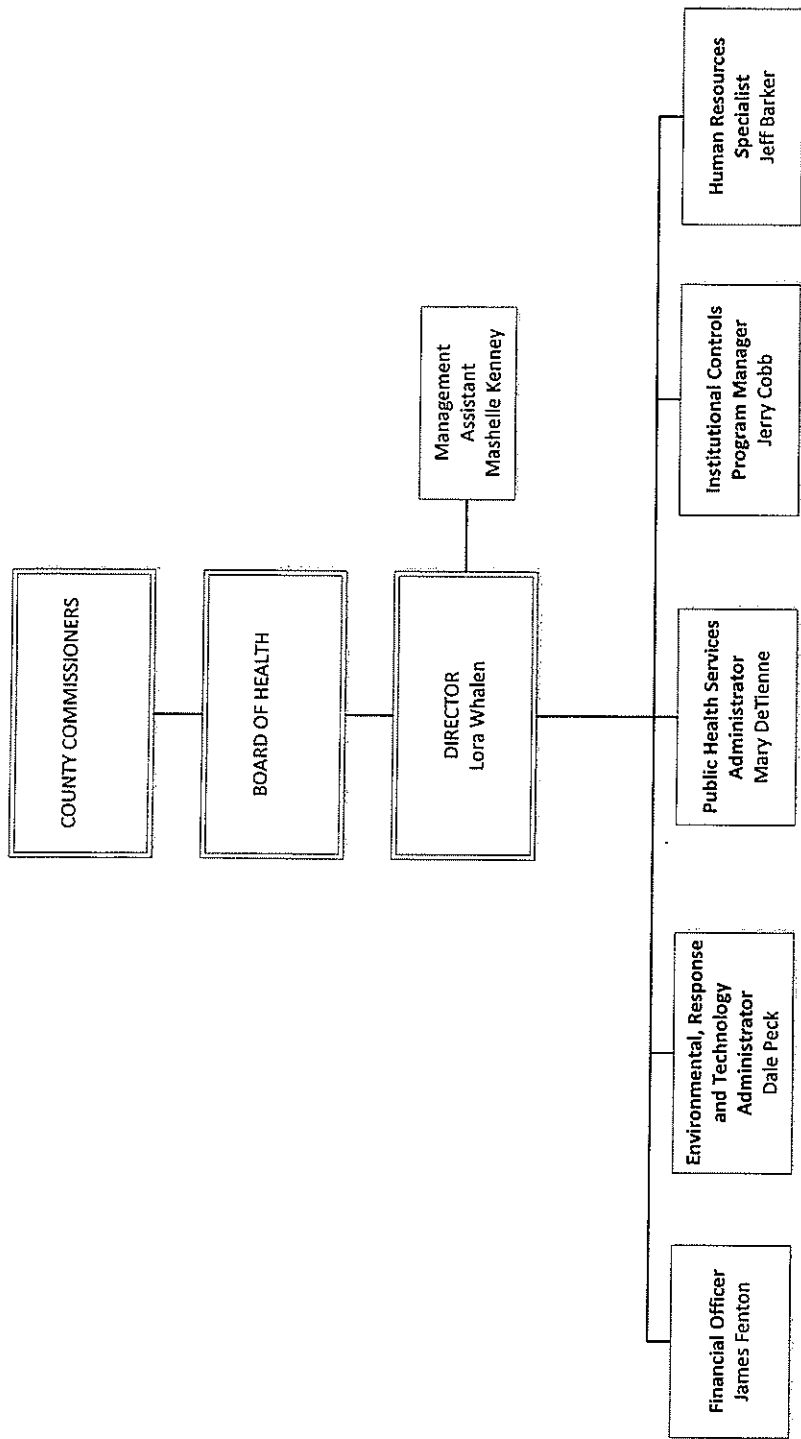 COUNTY COMMISSIONERS
BOARD OF HEALTH
DIRECTOR
Lora Whalen
Management
Assistant
Mashelle Kenney
Financial Officer
James Fenton
Environmental, Response
and Technology
Administrator
Dale Peck
Public Health Services
Administrator
Mary DeTienne
Institutional Controls
Program Manager
Jerry Cobb
Human Resources
Specialist
Jeff Barker